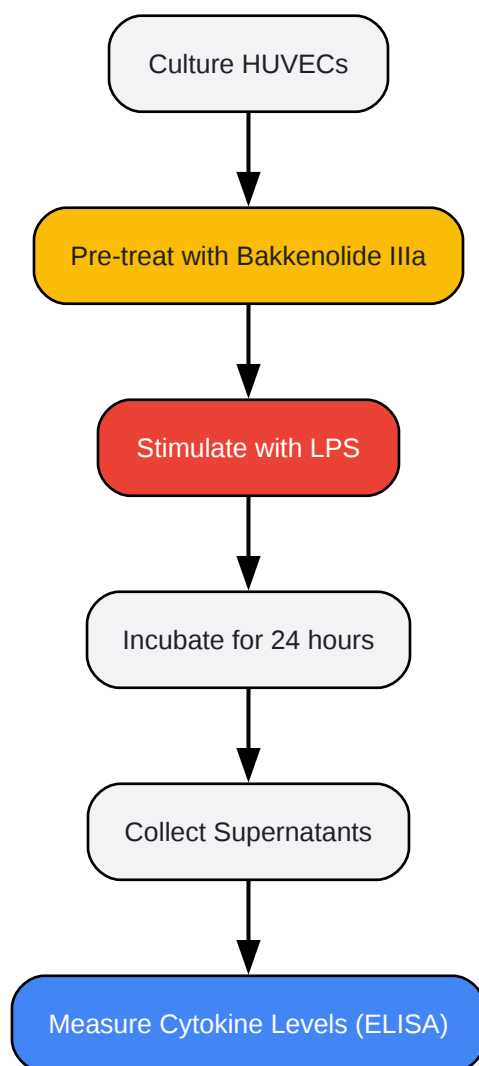 Culture HUVECs
Pre-treat with Bakkenolide IIIa
Stimulate with LPS
Incubate for 24 hours
Collect Supernatants
Measure Cytokine Levels (ELISA)